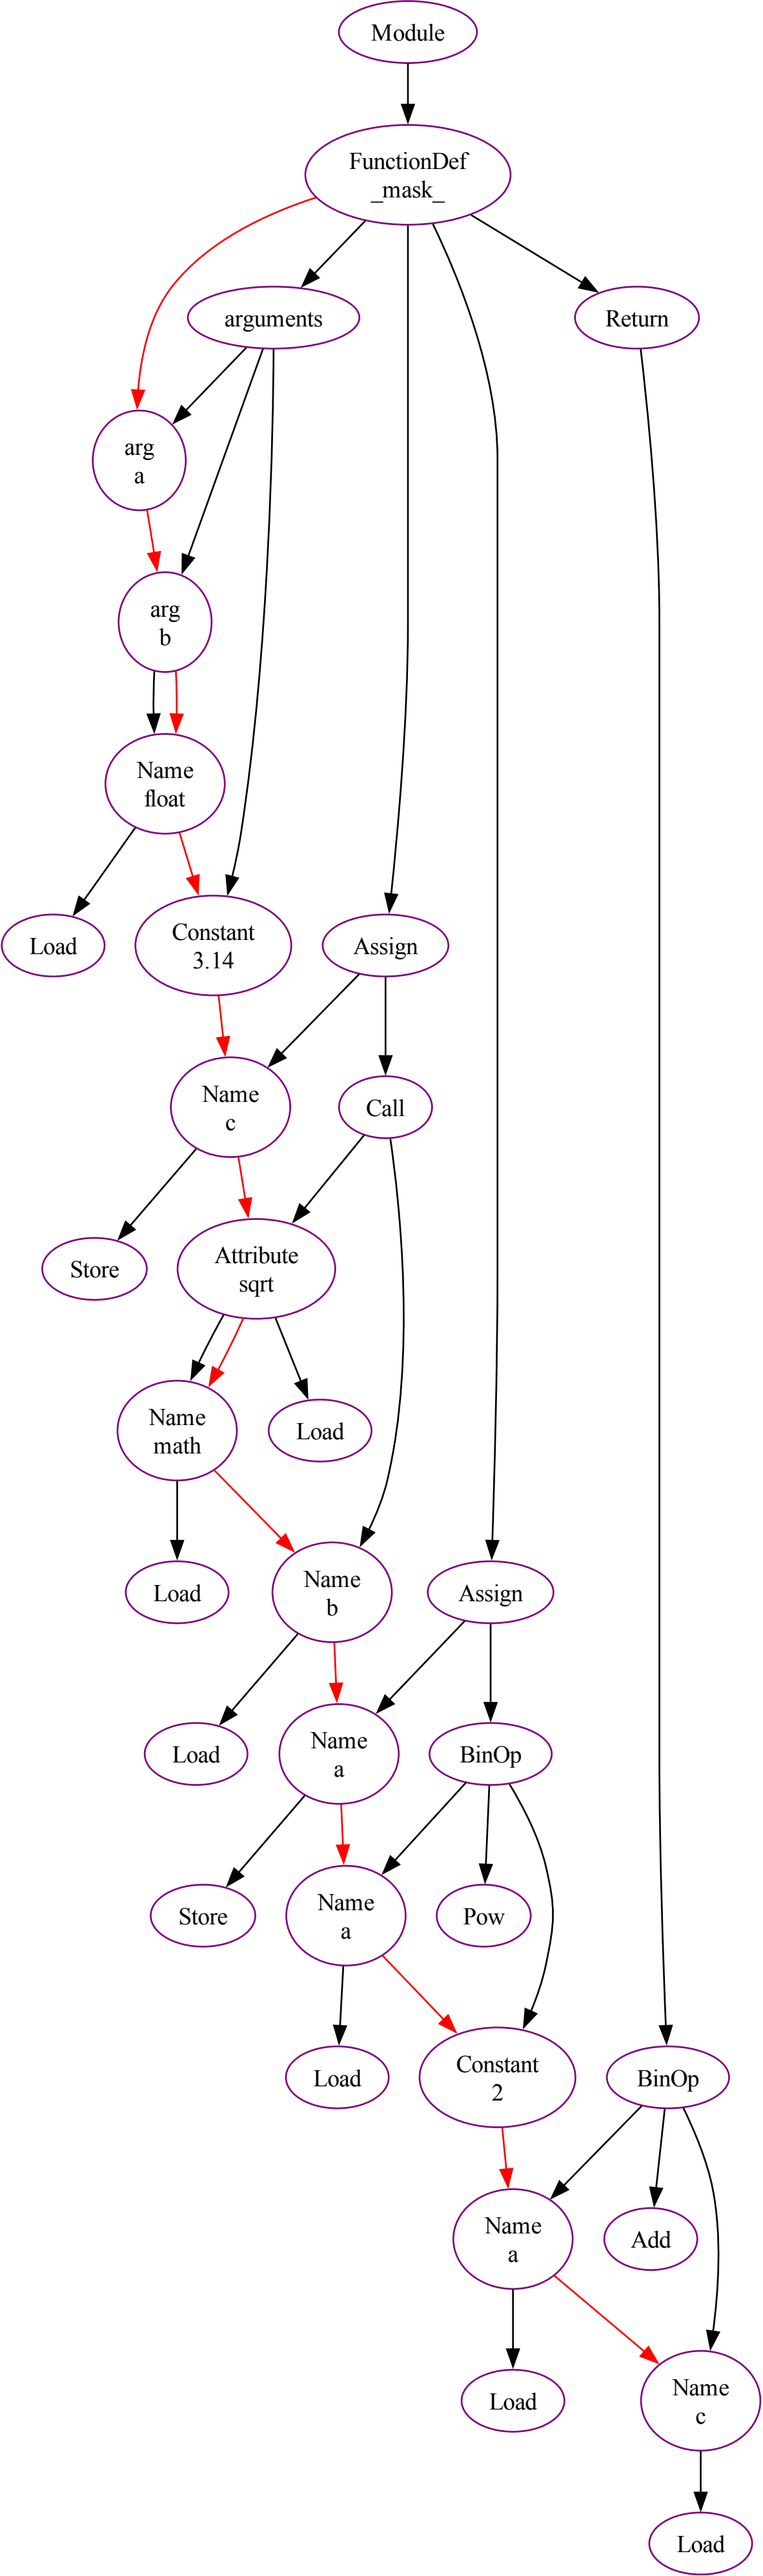 Module
FunctionDef
_mask_
arguments
Return
arg
a
arg
b
Name
float
Load
Constant
3.14
Assign
Name
c
Call
Store
Attribute
sqrt
Name
math
Load
Load
Name
b
Assign
Load
Name
a
BinOp
Store
Name
a
Pow
Load
Constant
2
BinOp
Name
a
Add
Load
Name
c
Load